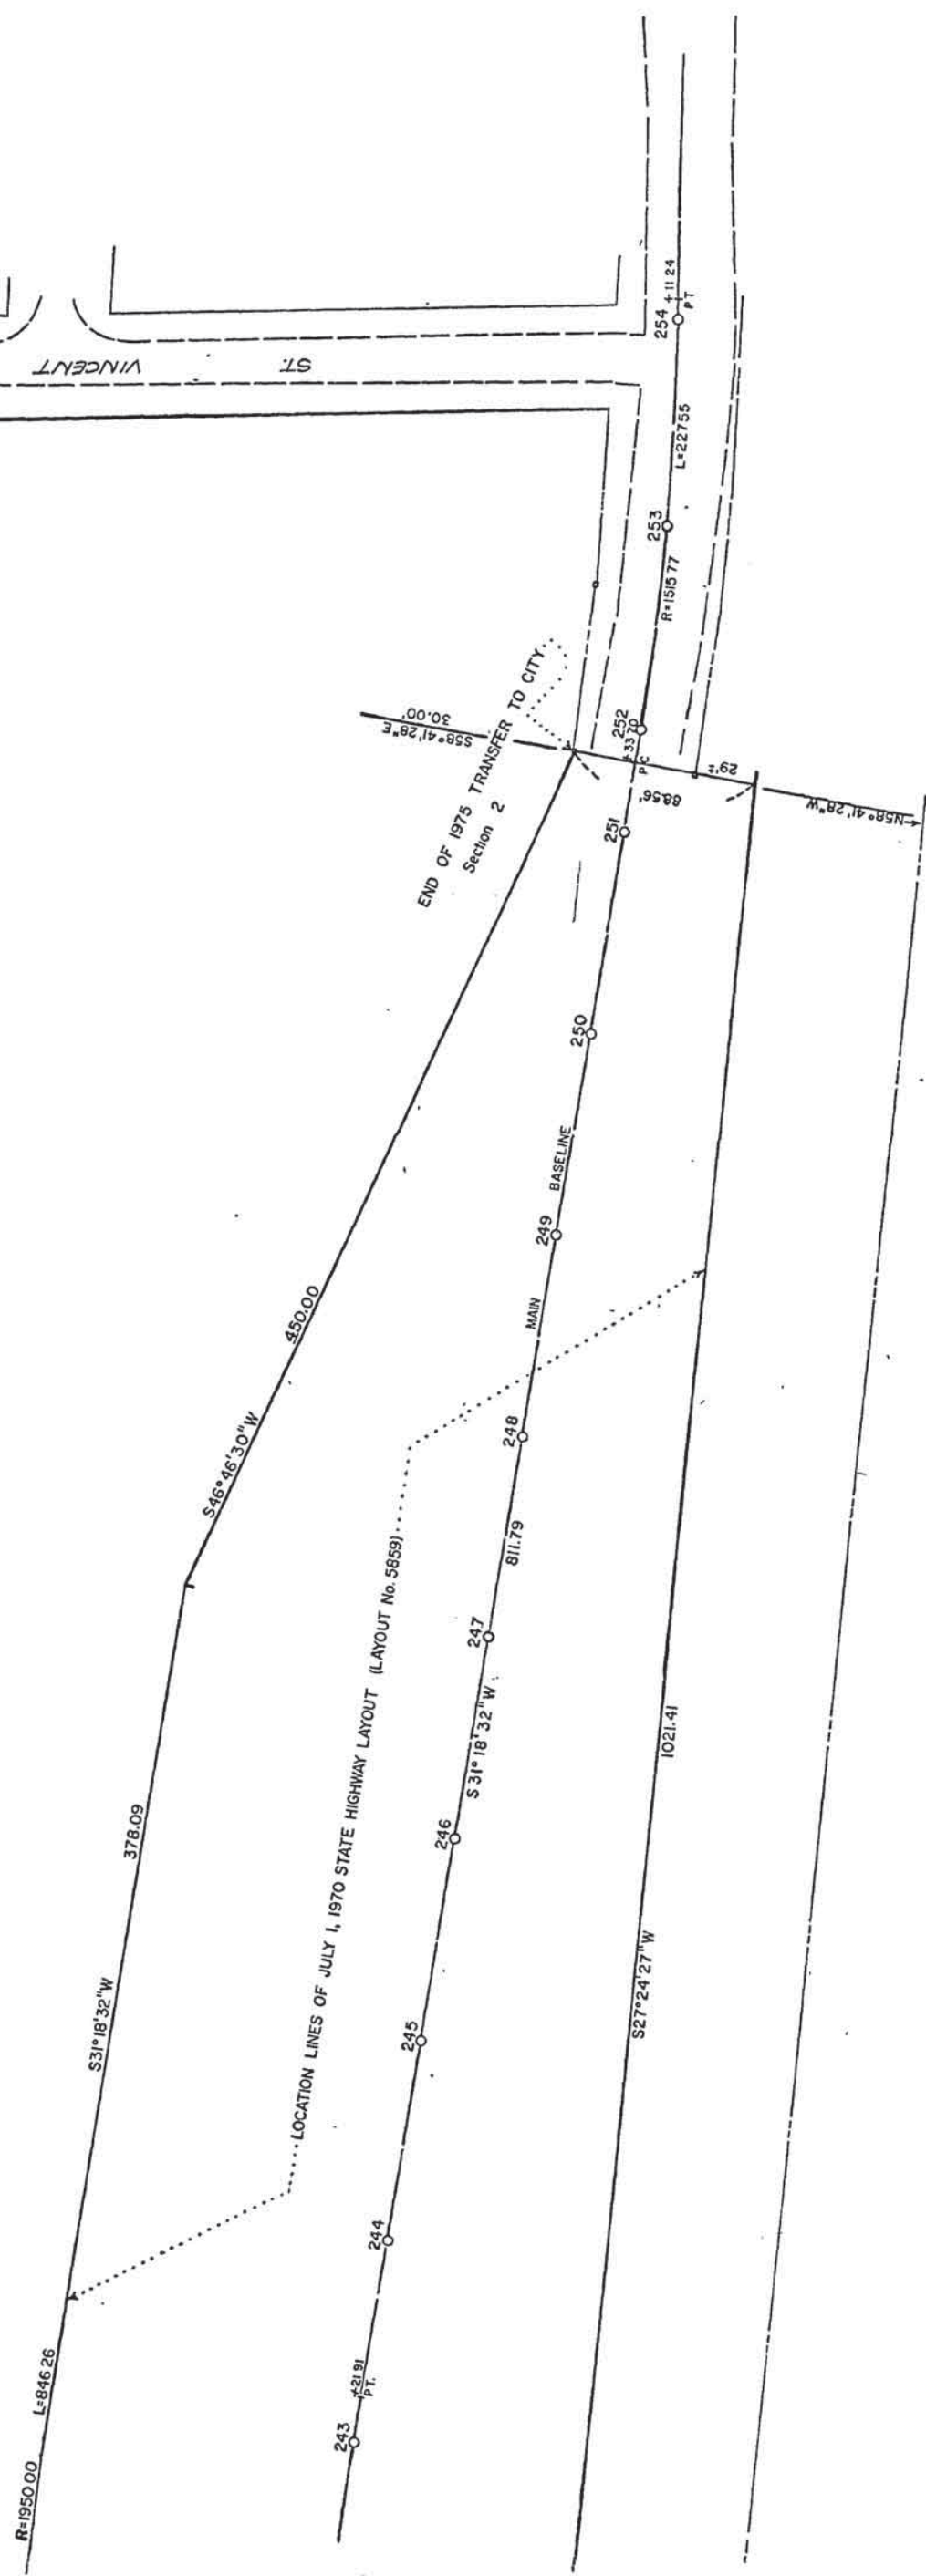 VINCENT
ST.
254
+11 24
PT
L=227.55
253
R=1515.77
252
+33.70
PC
30.00'
S58°41'28"E
END OF 1975 TRANSFER TO CITY
Section 2
29'±
88.56'
N58°41'28"W
251
250
BASELINE
249
MAIN
248
450.00
S46°46'30"W
811.79
247
LOCATION LINES OF JULY 1, 1970 STATE HIGHWAY LAYOUT (LAYOUT No. 5859)
S31°18'32"W
1021.41
246
378.09
S27°24'27"W
245
S31°18'32"W
244
L=846 26
+21 91
PT.
243
R=1950.00